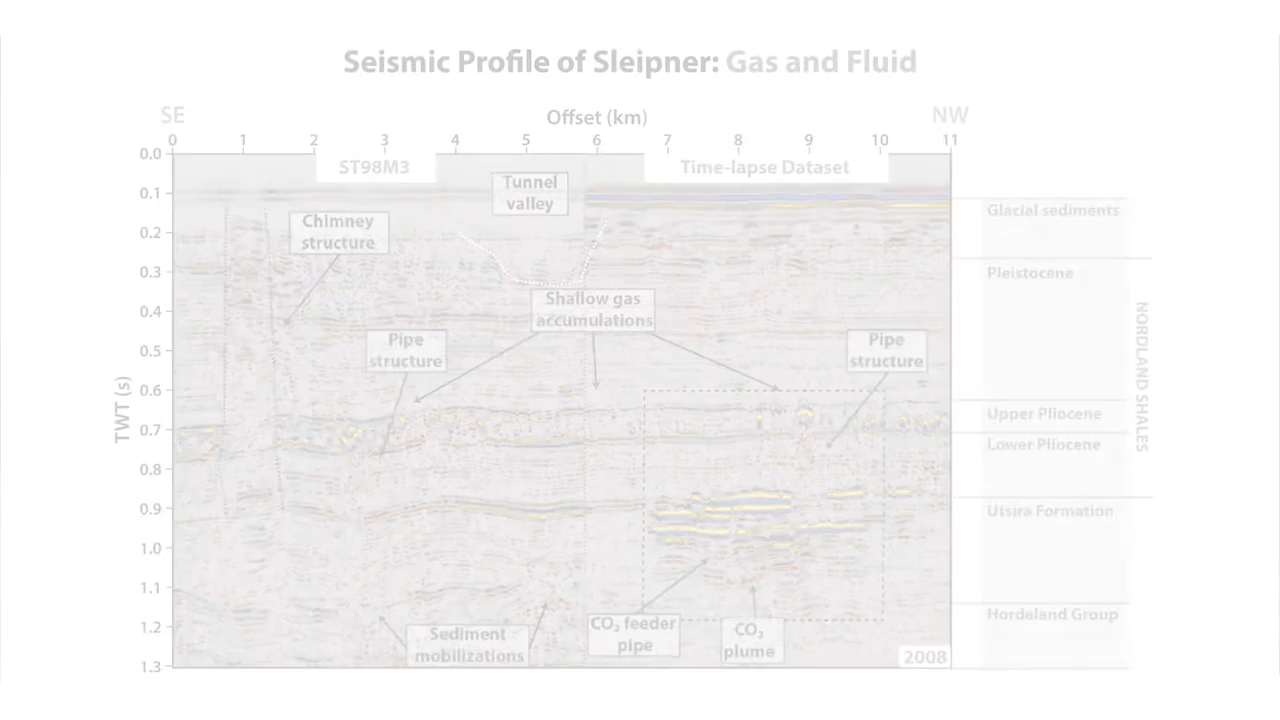 Seismic Profile of Sleipner: Gas and Fluid
SE
Offset (km)
NW
0 1 2 3 4 5 6 7 8 9 10 11
0.0
0.1
0.2
0.3
0.4
0.5
0.6
0.7
0.8
0.9
1.0
1.1
1.2
1.3
TWT (s)
ST98M3
Time-lapse Dataset
Tunnel
valley
Chimney
structure
Shallow gas
accumulations
Pipe
structure
Pipe
structure
Sediment
mobilizations
CO₂ feeder
pipe
CO₂
plume
2008
Glacial sediments
Pleistocene
Upper Pliocene
Lower Pliocene
Utsira Formation
Hordaland Group
NORDLAND SHALES